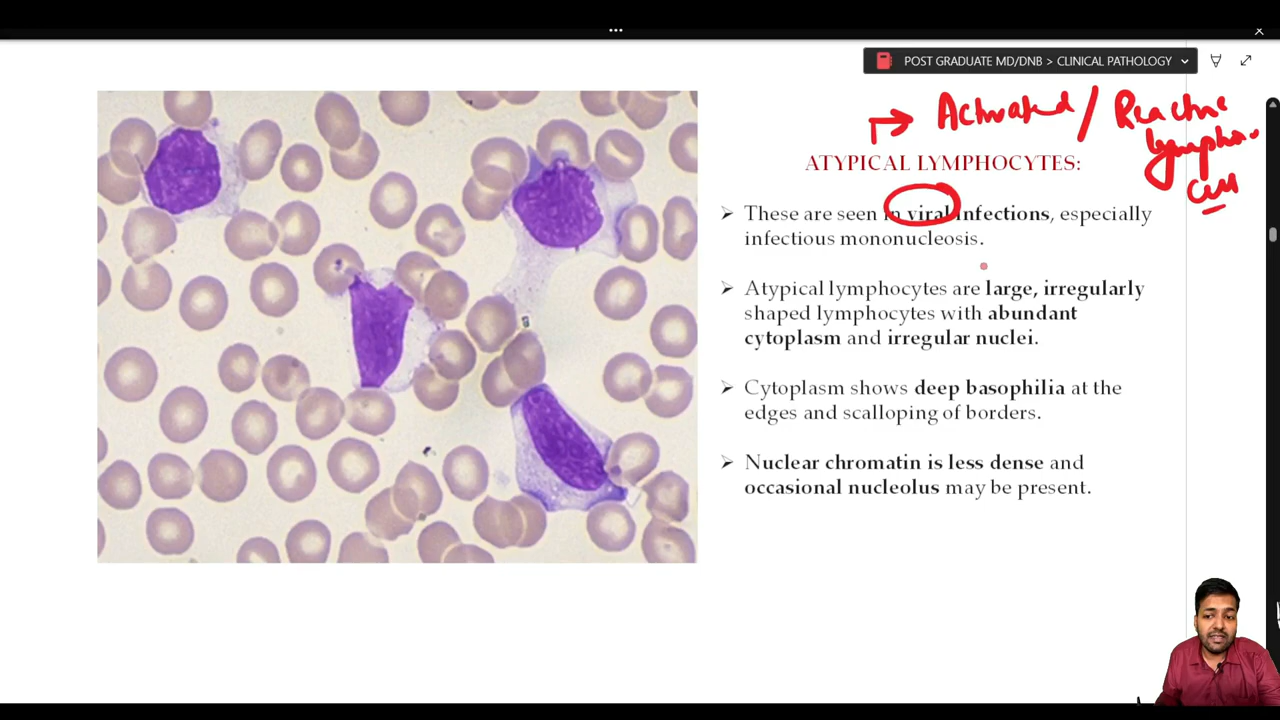 POST GRADUATE MD/DNB > CLINICAL PATHOLOGY
Activated / Reactive
lympho.
Cell
ATYPICAL LYMPHOCYTES:
➢ These are seen in viral infections, especially
infectious mononucleosis.
➢ Atypical lymphocytes are large, irregularly
shaped lymphocytes with abundant
cytoplasm and irregular nuclei.
➢ Cytoplasm shows deep basophilia at the
edges and scalloping of borders.
➢ Nuclear chromatin is less dense and
occasional nucleolus may be present.